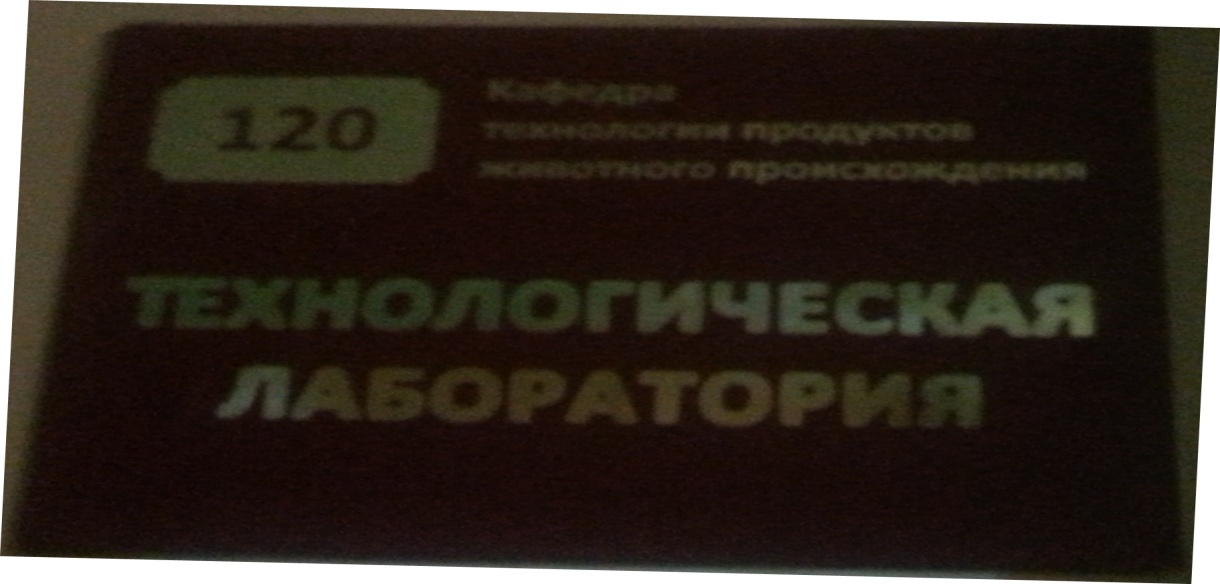 120
Кафедра
технологии продуктов
животного происхождения
ТЕХНОЛОГИЧЕСКАЯ
ЛАБОРАТОРИЯ